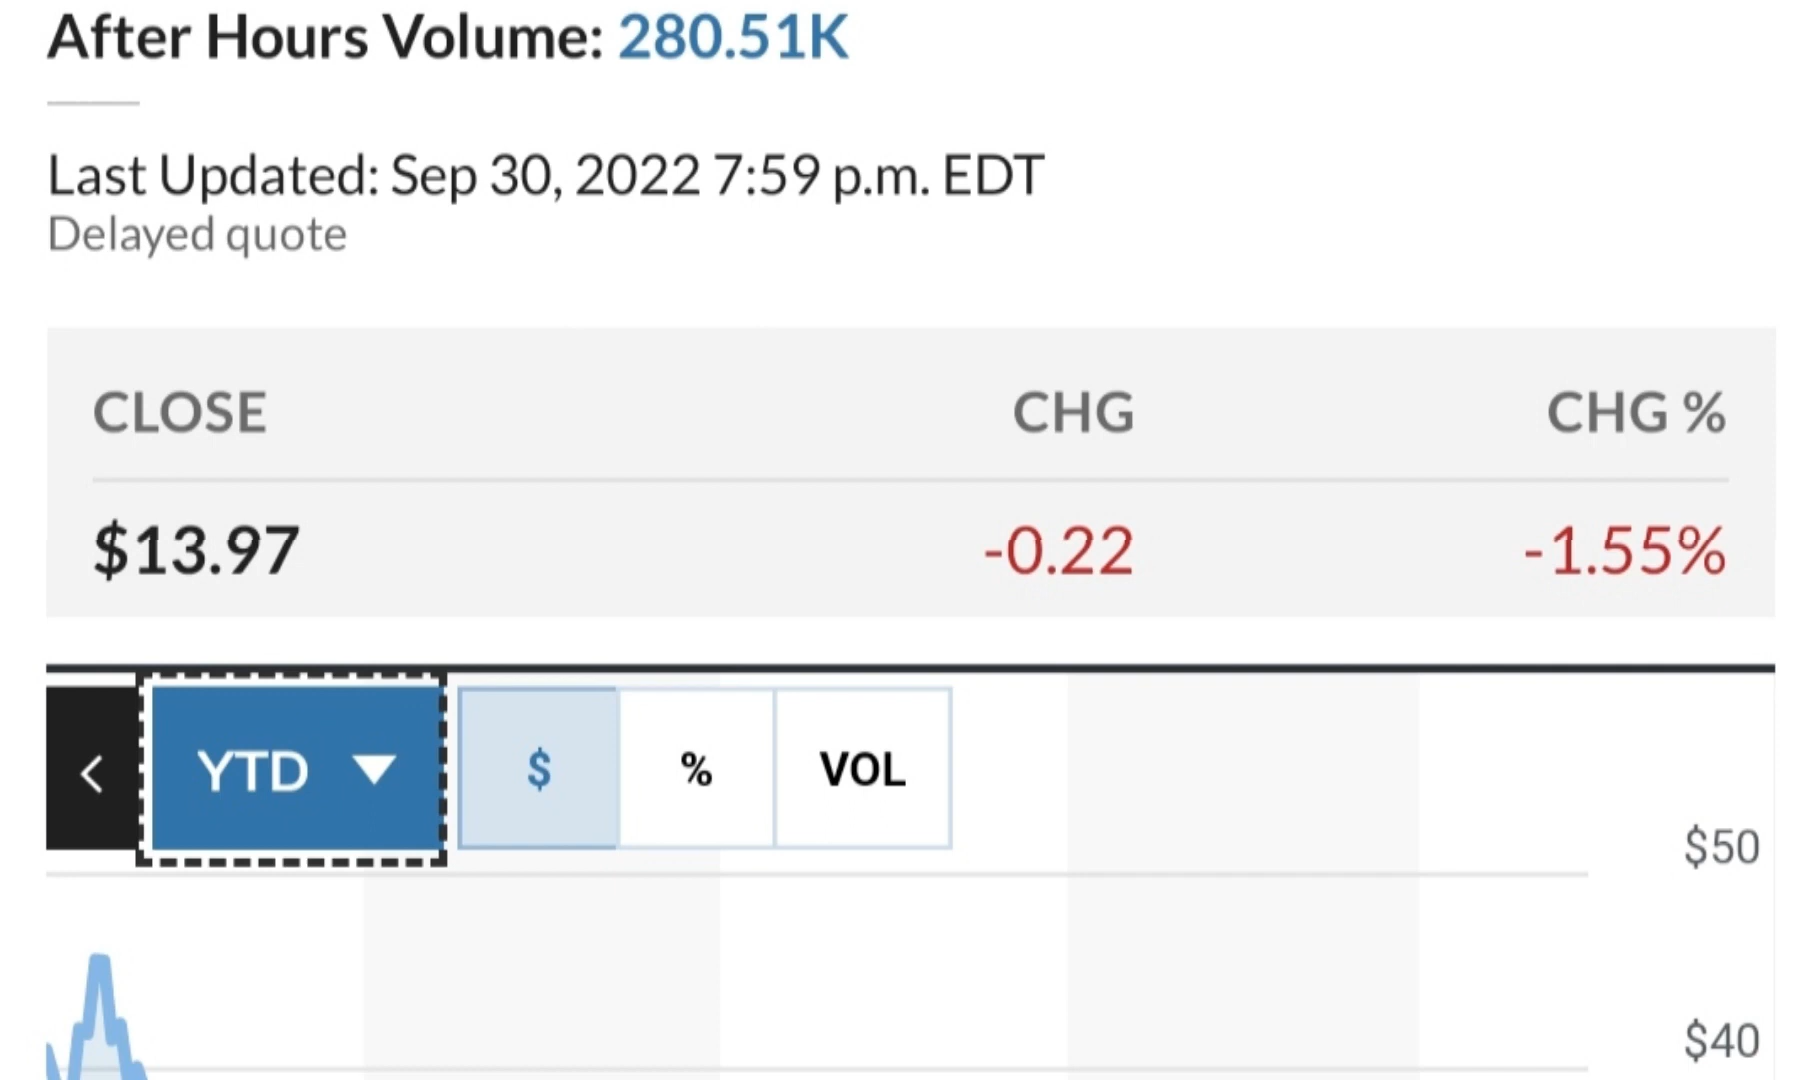 After Hours Volume: 280.51K
Last Updated: Sep 30, 2022 7:59 p.m. EDT
Delayed quote
CLOSE CHG CHG %
$13.97 -0.22 -1.55%
< YTD ▼ $ % VOL
$50
$40